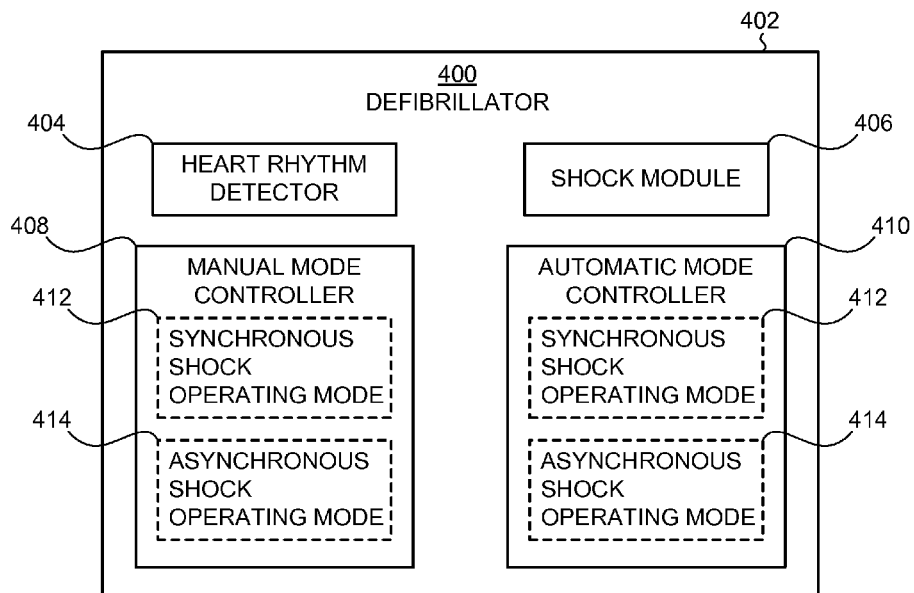 402
400
DEFIBRILLATOR
404
406
HEART RHYTHM
DETECTOR
SHOCK MODULE
408
410
MANUAL MODE
CONTROLLER
AUTOMATIC MODE
CONTROLLER
412
412
SYNCHRONOUS
SHOCK
OPERATING MODE
SYNCHRONOUS
SHOCK
OPERATING MODE
414
414
ASYNCHRONOUS
SHOCK
OPERATING MODE
ASYNCHRONOUS
SHOCK
OPERATING MODE